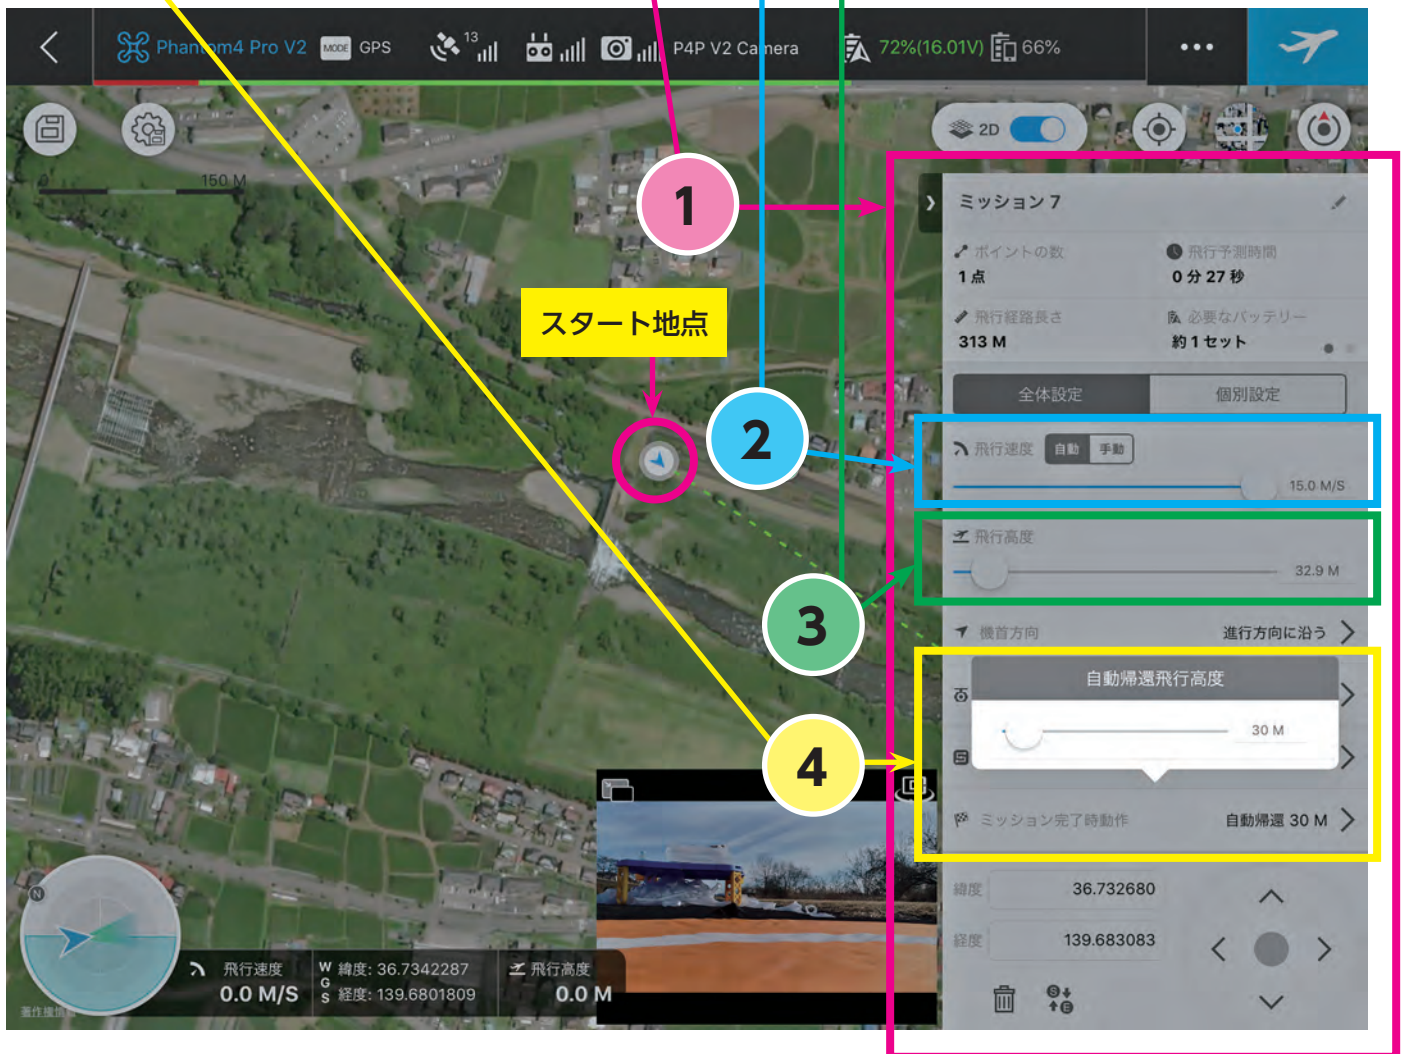 Phantom4 Pro V2 MODE GPS 13 P4P V2 Camera 72%(16.01V) 66%
2D
0 150 M
1
ミッション 7
ポイントの数 飛行予測時間
1 点 0 分 27 秒
スタート地点
飛行経路長さ 必要なバッテリー
313 M 約 1 セット
全体設定 個別設定
2
飛行速度 自動 手動
15.0 M/S
飛行高度
32.9 M
3
機首方向 進行方向に沿う
自動帰還飛行高度
30 M
4
ミッション完了時動作 自動帰還 30 M
緯度 36.732680
経度 139.683083
N
飛行速度 WGS 緯度: 36.7342287 飛行高度
0.0 M/S 経度: 139.6801809 0.0 M
著作権情報
S
E